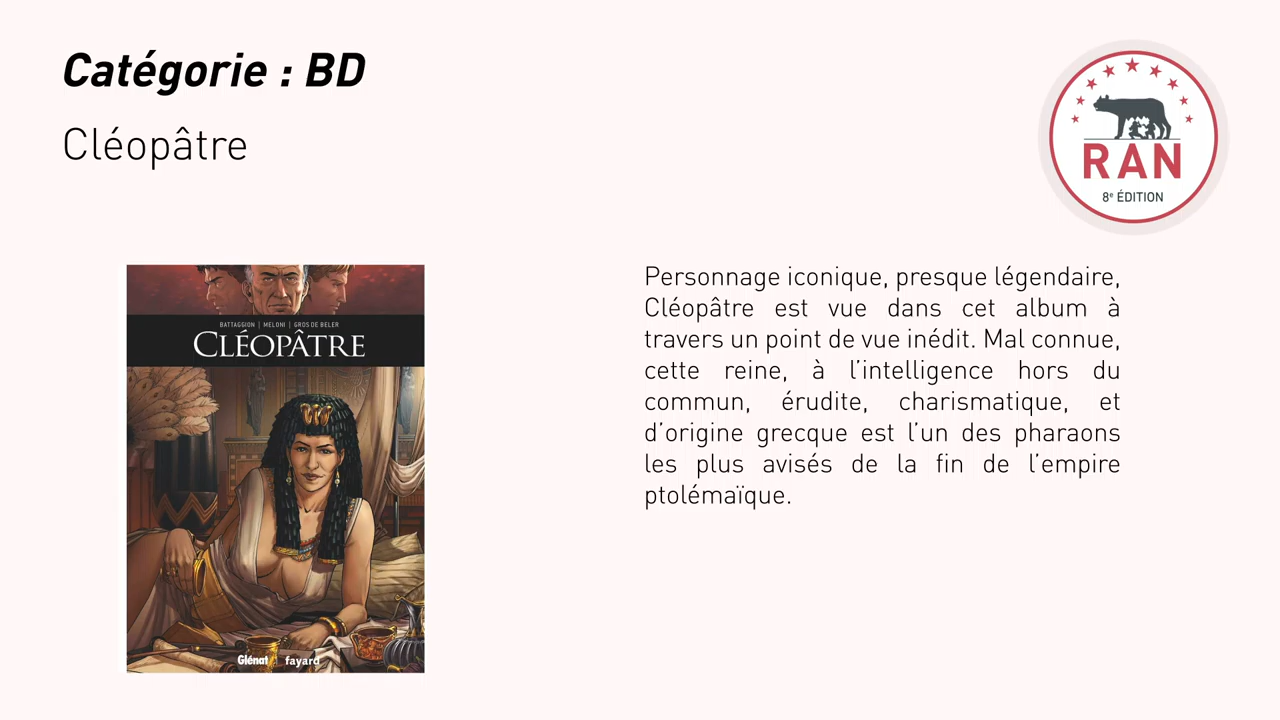 Catégorie : BD
Cléopâtre
RAN
8e ÉDITION
BATTAGGION | MELONI | GROS DE BELER
CLÉOPÂTRE
Glénat fayard
Personnage iconique, presque légendaire,
Cléopâtre est vue dans cet album à
travers un point de vue inédit. Mal connue,
cette reine, à l'intelligence hors du
commun, érudite, charismatique, et
d'origine grecque est l'un des pharaons
les plus avisés de la fin de l'empire
ptolémaïque.